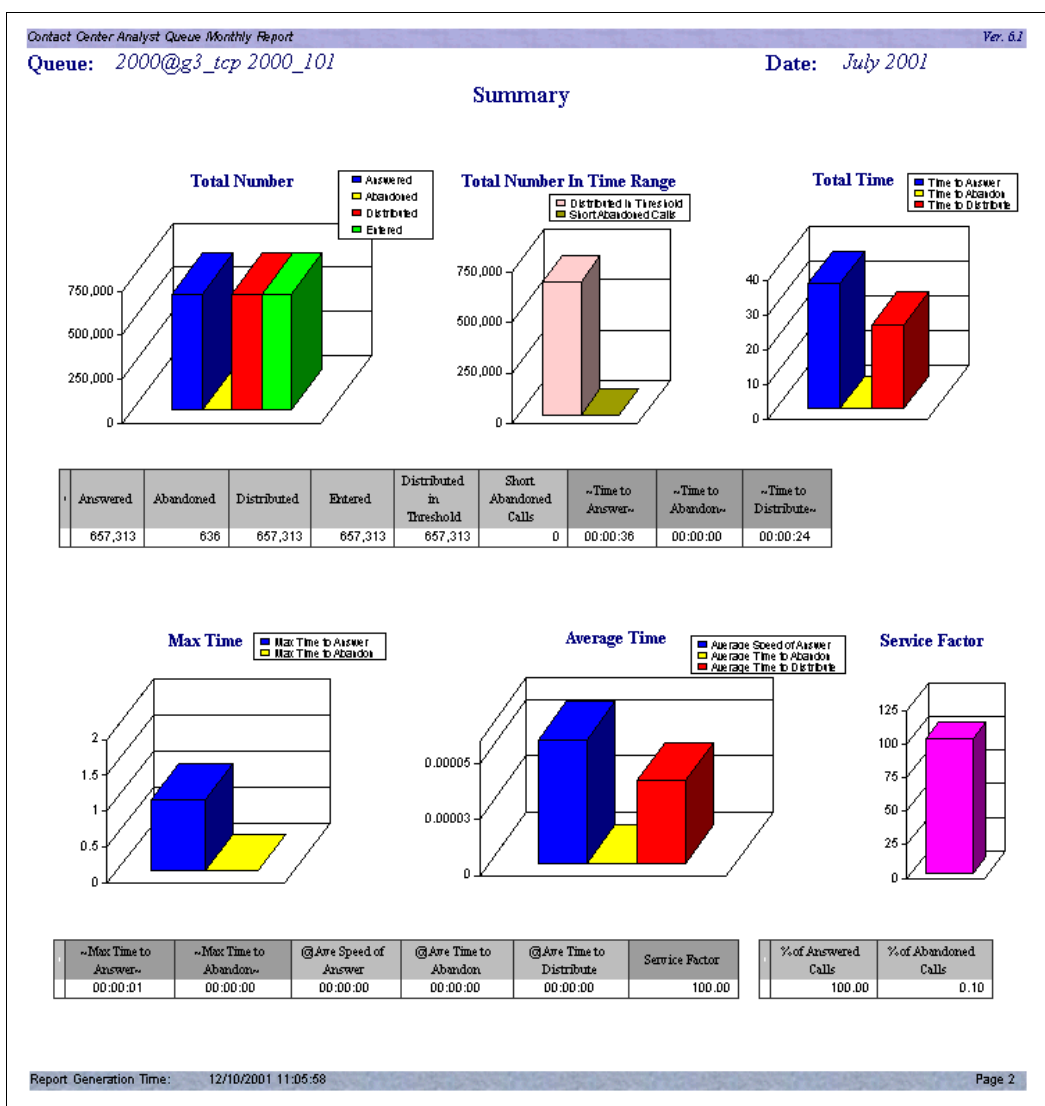 Contact Center Analyst Queue Monthly Report Ver. 6.1
Queue: 2000@g3_tcp 2000_101 Date: July 2001
Summary
Total Number
Answered
Abandoned
Distributed
Entered
750,000
500,000
250,000
0
Total Number In Time Range
Distributed in Threshold
Short Abandoned Calls
750,000
500,000
250,000
0
Total Time
Time to Answer
Time to Abandon
Time to Distribute
40
30
20
10
0
Answered Abandoned Distributed Entered Distributed in Threshold Short Abandoned Calls ~Time to Answer~ ~Time to Abandon~ ~Time to Distribute~
657,313 636 657,313 657,313 657,313 0 00:00:36 00:00:00 00:00:24
Max Time
Max Time to Answer
Max Time to Abandon
2
1.5
1
0.5
0
Average Time
Average Speed of Answer
Average Time to Abandon
Average Time to Distribute
0.00005
0.00003
0
Service Factor
125
100
75
50
25
0
~Max Time to Answer~ ~Max Time to Abandon~ @Ave Speed of Answer @Ave Time to Abandon @Ave Time to Distribute Service Factor
00:00:01 00:00:00 00:00:00 00:00:00 00:00:00 100.00
% of Answered Calls % of Abandoned Calls
100.00 0.10
Report Generation Time: 12/10/2001 11:05:58 Page 2